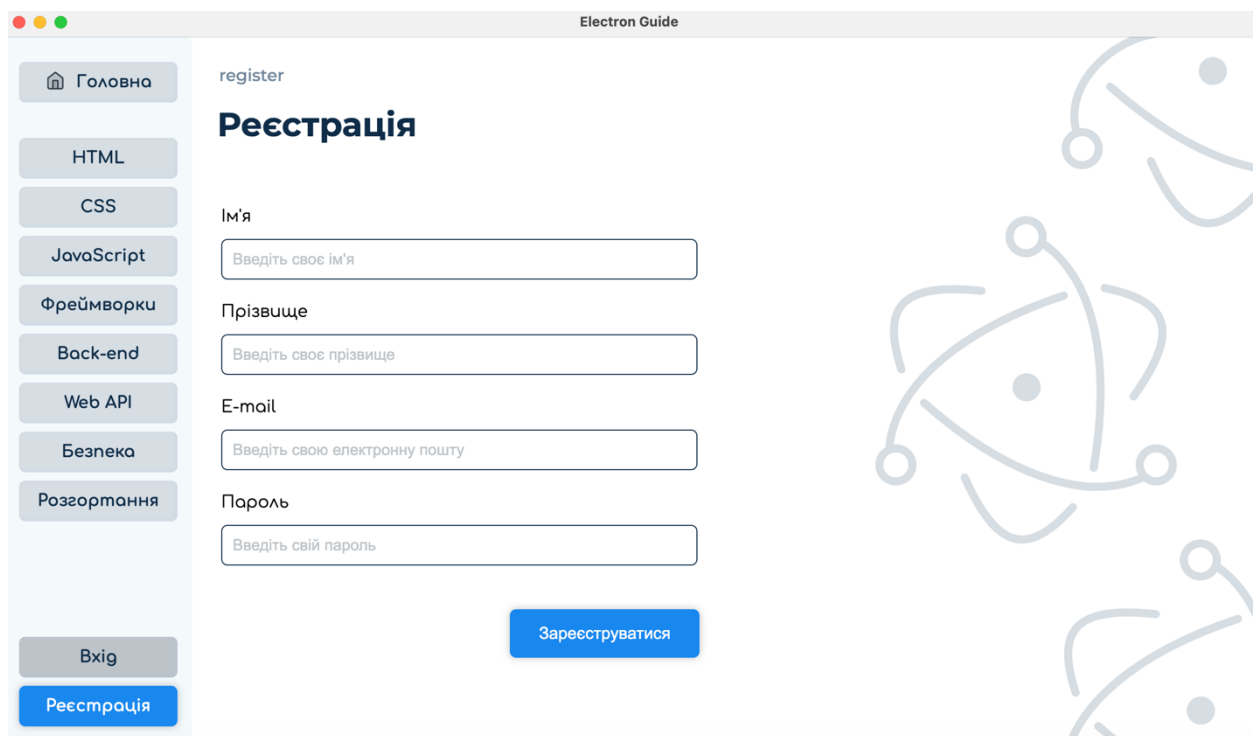 Electron Guide
Головна
HTML
CSS
JavaScript
Фреймворки
Back-end
Web API
Безпека
Розгортання
Вхід
Реєстрація
register
Реєстрація
Ім'я
Введіть своє ім'я
Прізвище
Введіть своє прізвище
E-mail
Введіть свою електронну пошту
Пароль
Введіть свій пароль
Зареєструватися